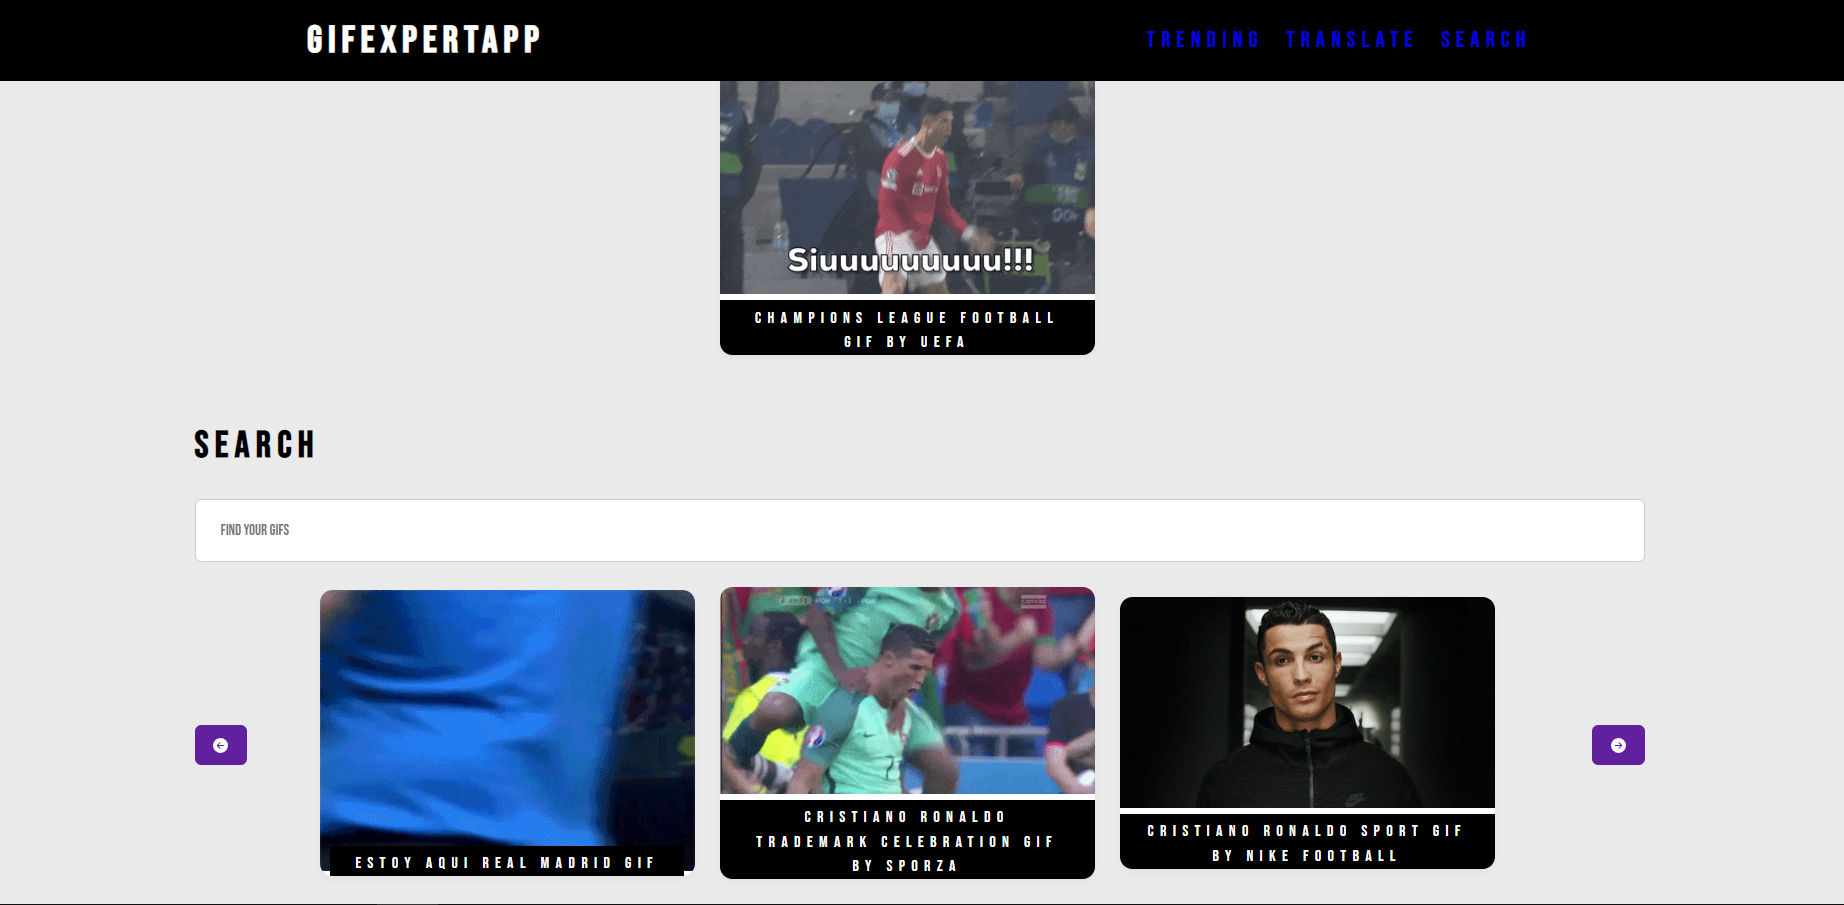 GIFEXPERTAPP
TRENDING TRANSLATE SEARCH
Siuuuuuuuuu!!!
CHAMPIONS LEAGUE FOOTBALL
GIF BY UEFA
SEARCH
FIND YOUR GIFS
ESTOY AQUI REAL MADRID GIF
CRISTIANO RONALDO
TRADEMARK CELEBRATION GIF
BY SPORZA
CRISTIANO RONALDO SPORT GIF
BY NIKE FOOTBALL